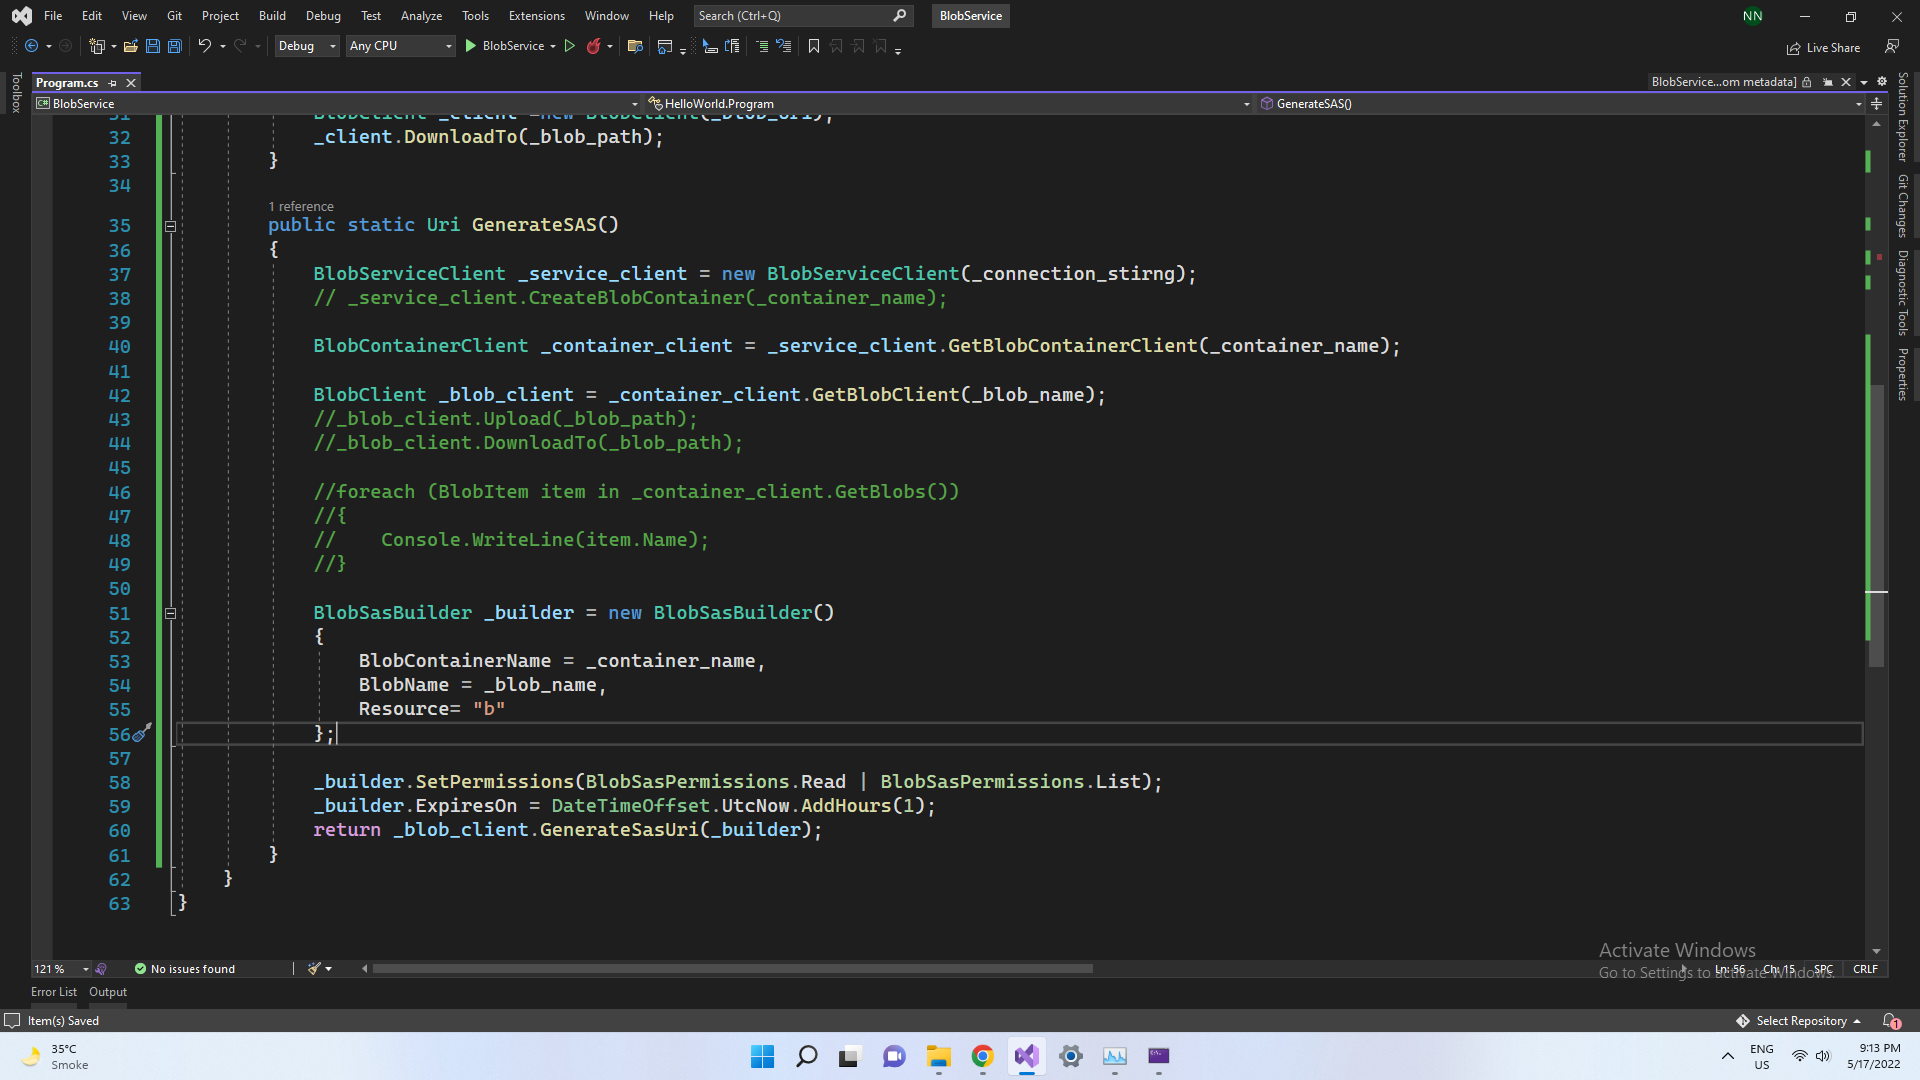 File Edit View Git Project Build Debug Test Analyze Tools Extensions Window Help Search (Ctrl+Q) BlobService NN
Debug Any CPU BlobService Live Share
Toolbox
Program.cs BlobService...om metadata]
BlobService HelloWorld.Program GenerateSAS()
31 BlobClient _client =new BlobClient(_blob_uri);
32 _client.DownloadTo(_blob_path);
33 }
34
1 reference
35 public static Uri GenerateSAS()
36 {
37 BlobServiceClient _service_client = new BlobServiceClient(_connection_stirng);
38 // _service_client.CreateBlobContainer(_container_name);
39
40 BlobContainerClient _container_client = _service_client.GetBlobContainerClient(_container_name);
41
42 BlobClient _blob_client = _container_client.GetBlobClient(_blob_name);
43 //_blob_client.Upload(_blob_path);
44 //_blob_client.DownloadTo(_blob_path);
45
46 //foreach (BlobItem item in _container_client.GetBlobs())
47 //{
48 // Console.WriteLine(item.Name);
49 //}
50
51 BlobSasBuilder _builder = new BlobSasBuilder()
52 {
53 BlobContainerName = _container_name,
54 BlobName = _blob_name,
55 Resource= "b"
56 };
57
58 _builder.SetPermissions(BlobSasPermissions.Read | BlobSasPermissions.List);
59 _builder.ExpiresOn = DateTimeOffset.UtcNow.AddHours(1);
60 return _blob_client.GenerateSasUri(_builder);
61 }
62 }
63 }
Solution Explorer
Git Changes
Diagnostic Tools
Properties
Activate Windows
Go to Settings to activate Windows.
121 % No issues found Ln: 56 Ch: 15 SPC CRLF
Error List Output
Item(s) Saved Select Repository 1
35°C
Smoke
ENG
US
9:13 PM
5/17/2022